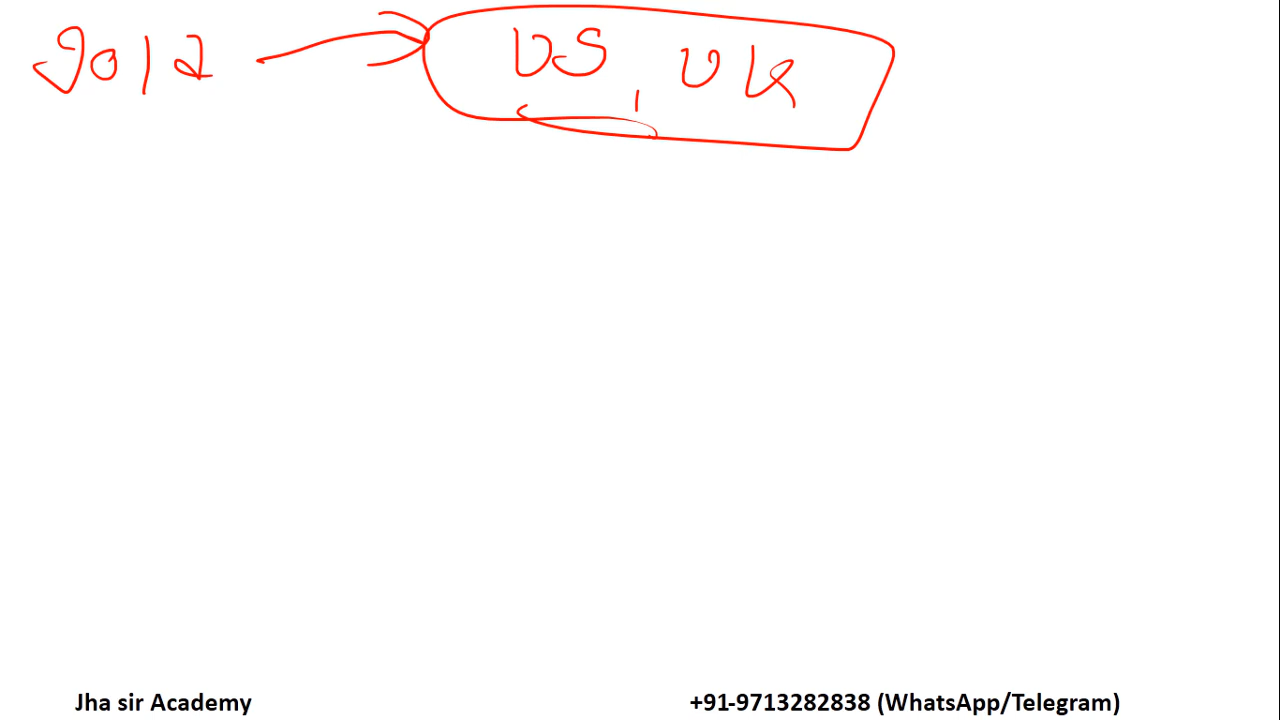 2012 → US, UK
Jha sir Academy +91-9713282838 (WhatsApp/Telegram)